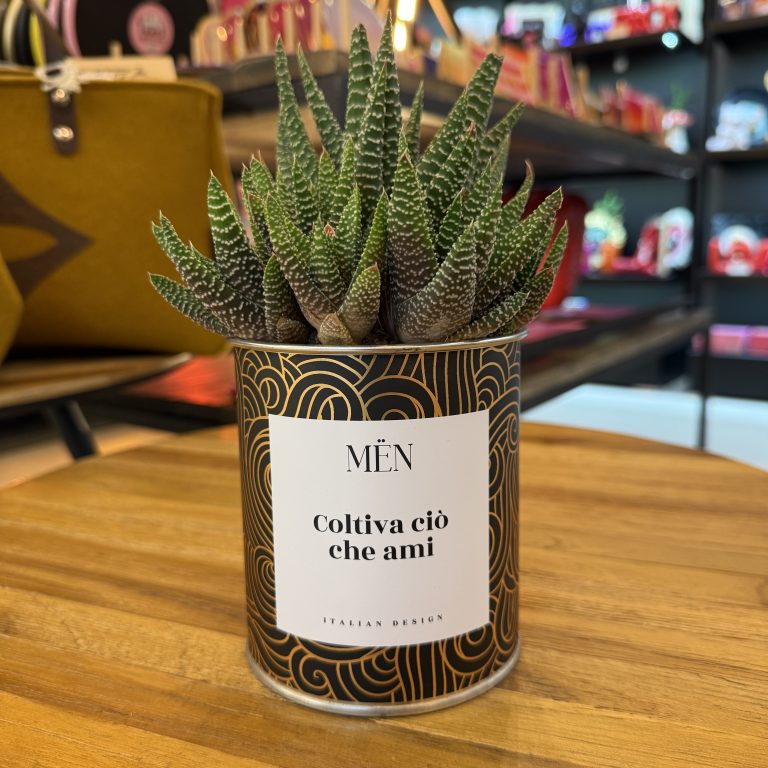 MËN
Coltiva ciò
che ami
ITALIAN DESIGN